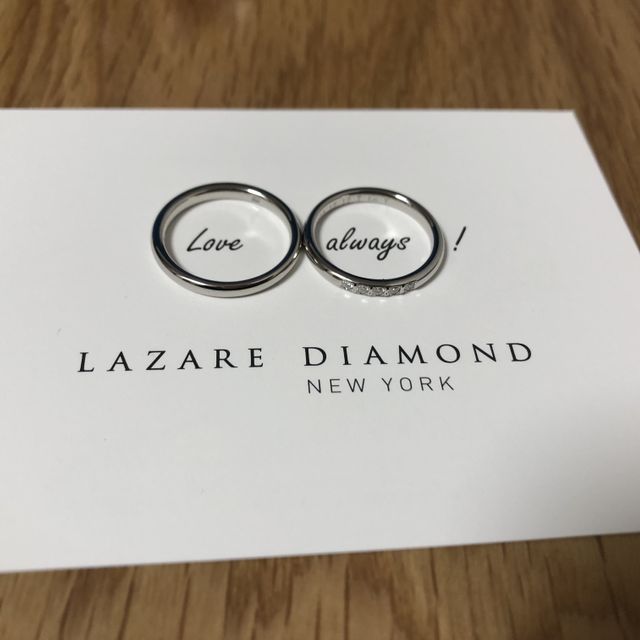 Love always !
LAZARE DIAMOND
NEW YORK